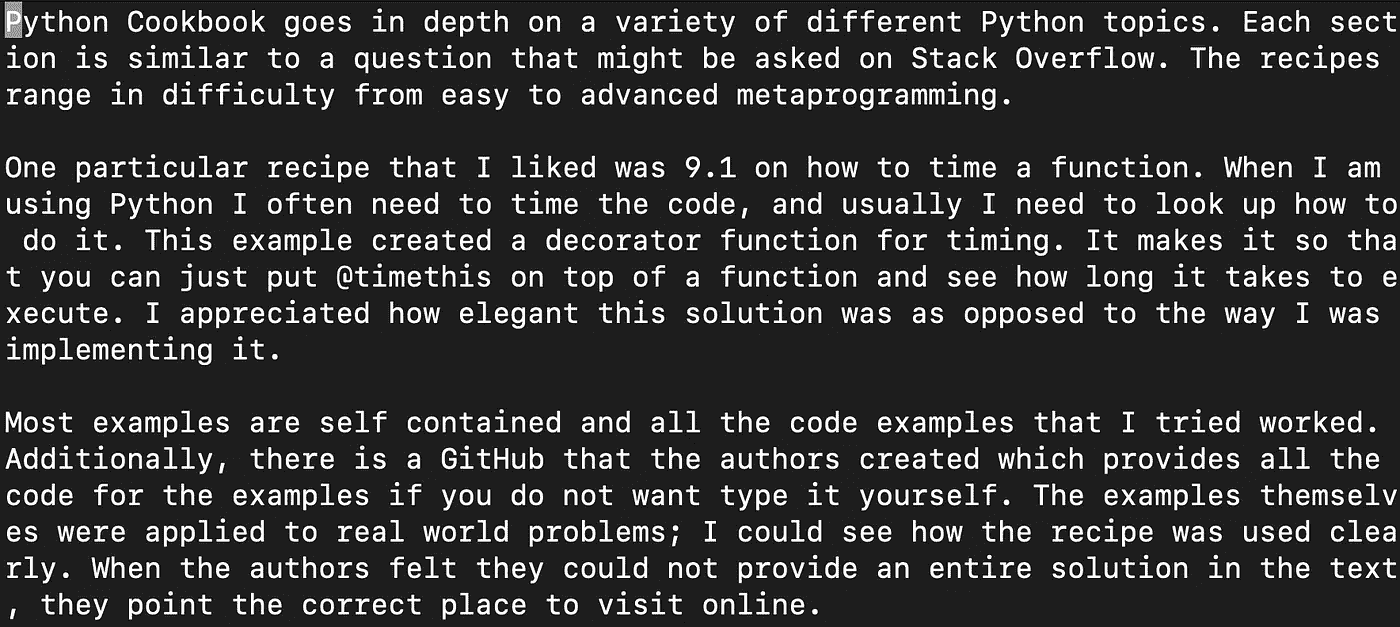 Python Cookbook goes in depth on a variety of different Python topics. Each sect
ion is similar to a question that might be asked on Stack Overflow. The recipes
range in difficulty from easy to advanced metaprogramming.

One particular recipe that I liked was 9.1 on how to time a function. When I am
using Python I often need to time the code, and usually I need to look up how to
 do it. This example created a decorator function for timing. It makes it so tha
t you can just put @timethis on top of a function and see how long it takes to e
xecute. I appreciated how elegant this solution was as opposed to the way I was
implementing it.

Most examples are self contained and all the code examples that I tried worked.
Additionally, there is a GitHub that the authors created which provides all the
code for the examples if you do not want type it yourself. The examples themselv
es were applied to real world problems; I could see how the recipe was used clea
rly. When the authors felt they could not provide an entire solution in the text
, they point the correct place to visit online.